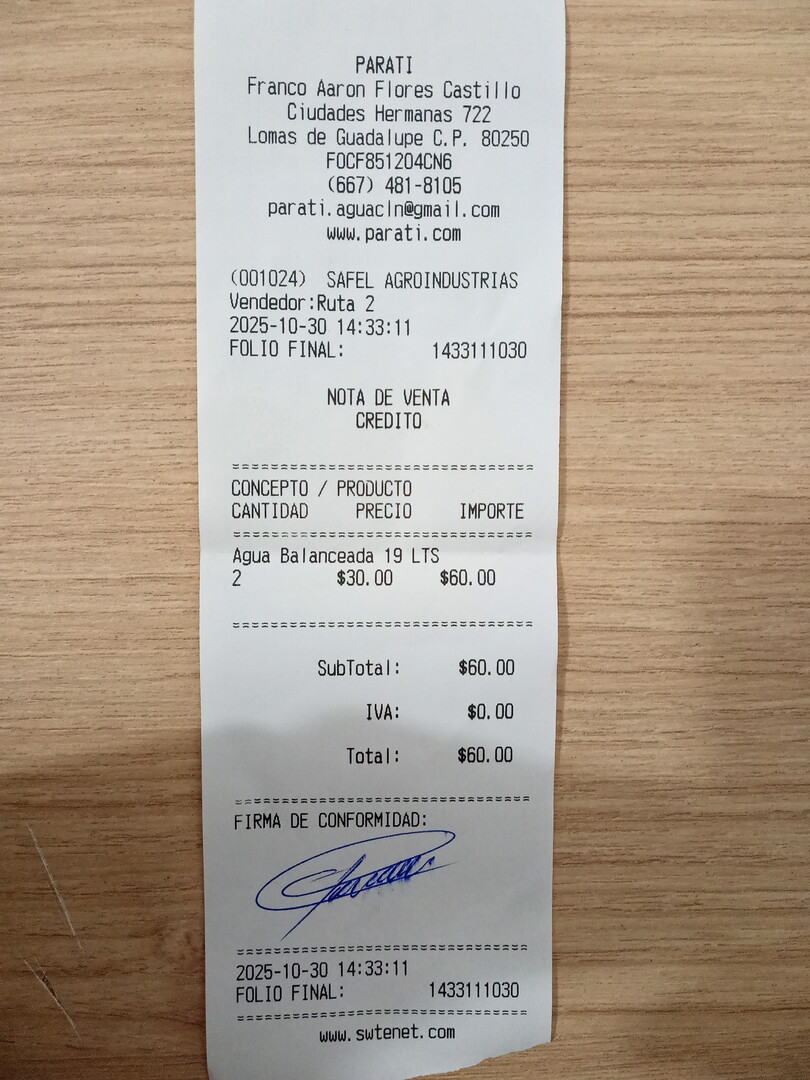 PARATI
Franco Aaron Flores Castillo
Ciudades Hermanas 722
Lomas de Guadalupe C.P. 80250
FOCF851204CN6
(667) 481-8105
parati.aguacln@gmail.com
www.parati.com
(001024) SAFEL AGROINDUSTRIAS
Vendedor:Ruta 2
2025-10-30 14:33:11
FOLIO FINAL: 1433111030
NOTA DE VENTA
CREDITO
================================
CONCEPTO / PRODUCTO
CANTIDAD PRECIO IMPORTE
================================
Agua Balanceada 19 LTS
2 $30.00 $60.00
================================
SubTotal: $60.00
IVA: $0.00
Total: $60.00
================================
FIRMA DE CONFORMIDAD:
================================
2025-10-30 14:33:11
FOLIO FINAL: 1433111030
================================
www.swtenet.com